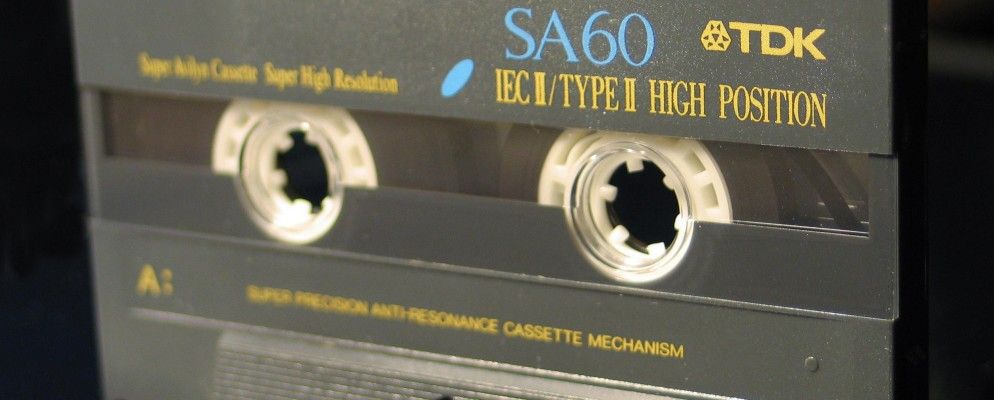 SA60 TDK
Super Avilyn Cassette Super High Resolution
IEC II/TYPE II HIGH POSITION
A:
SUPER PRECISION ANTI-RESONANCE CASSETTE MECHANISM